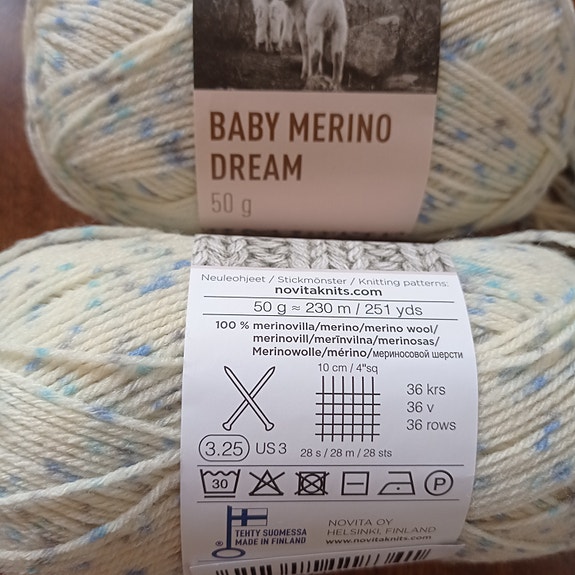 BABY MERINO
DREAM
50 g
Neuleohjeet / Stickmönster / Knitting patterns:
novitaknits.com
50 g ≈ 230 m / 251 yds
100 % merinovilla/merino/merino wool/
merinovill/merīnvilna/merinosas/
Merinowolle/mérino/мериносовой шерсти
10 cm / 4"sq
36 krs
36 v
36 rows
3.25 US 3
28 s / 28 m / 28 sts
30
P
TEHTY SUOMESSA
MADE IN FINLAND
®
NOVITA OY
HELSINKI, FINLAND
www.novitaknits.com